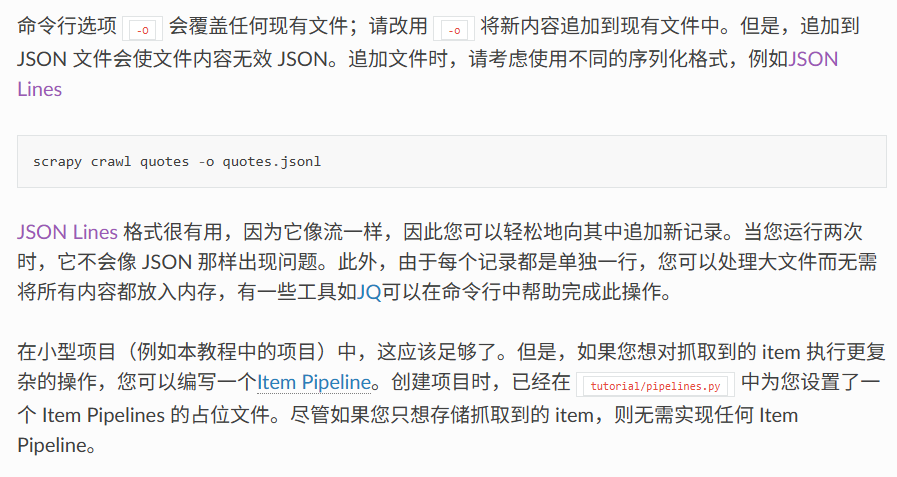 命令行选项 -O 会覆盖任何现有文件；请改用 -o 将新内容追加到现有文件中。但是，追加到
JSON 文件会使文件内容无效 JSON。追加文件时，请考虑使用不同的序列化格式，例如JSON
Lines
scrapy crawl quotes -o quotes.jsonl
JSON Lines 格式很有用，因为它像流一样，因此您可以轻松地向其中追加新记录。当您运行两次
时，它不会像 JSON 那样出现问题。此外，由于每个记录都是单独一行，您可以处理大文件而无需
将所有内容都放入内存，有一些工具如JQ可以在命令行中帮助完成此操作。
在小型项目（例如本教程中的项目）中，这应该足够了。但是，如果您想对抓取到的 item 执行更复
杂的操作，您可以编写一个Item Pipeline。创建项目时，已经在 tutorial/pipelines.py 中为您设置了一
个 Item Pipelines 的占位文件。尽管如果您只想存储抓取到的 item，则无需实现任何 Item
Pipeline。